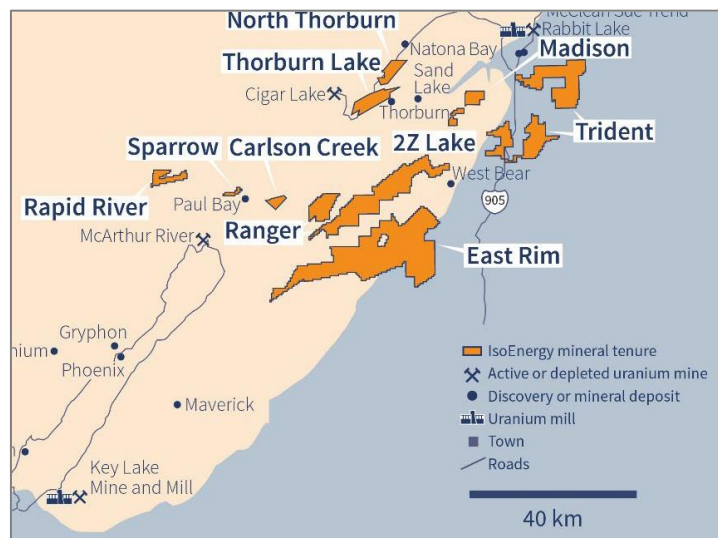 McClean Sue Trend
North Thorburn
Rabbit Lake
Natona Bay
Madison
Thorburn Lake
Sand
Lake
Cigar Lake
Thorburn
Trident
2Z Lake
Sparrow
Carlson Creek
West Bear
Rapid River
Paul Bay
905
Ranger
McArthur River
East Rim
Gryphon
Phoenix
IsoEnergy mineral tenure
Active or depleted uranium mine
Discovery or mineral deposit
Maverick
Uranium mill
Town
Roads
Key Lake
Mine and Mill
40 km